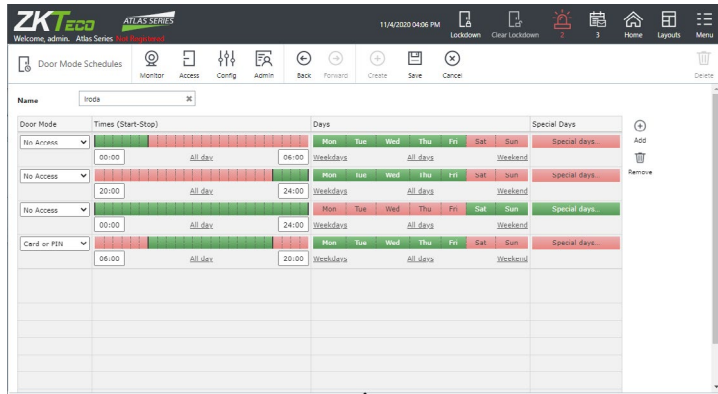 ZKTeco ATLAS SERIES
Welcome, admin. Atlas Series Not Registered
11/4/2020 04:06 PM
Lockdown Clear Lockdown 2 3 Home Layouts Menu
Door Mode Schedules
Monitor Access Config Admin Back Forward Create Save Cancel Delete
Name Iroda
Door Mode Times (Start-Stop) Days Special Days
No Access Mon Tue Wed Thu Fri Sat Sun Special days...
00:00 All day 06:00 Weekdays All days Weekend
No Access Mon Tue Wed Thu Fri Sat Sun Special days...
20:00 All day 24:00 Weekdays All days Weekend
No Access Mon Tue Wed Thu Fri Sat Sun Special days...
00:00 All day 24:00 Weekdays All days Weekend
Card or PIN Mon Tue Wed Thu Fri Sat Sun Special days...
06:00 All day 20:00 Weekdays All days Weekend
Add
Remove